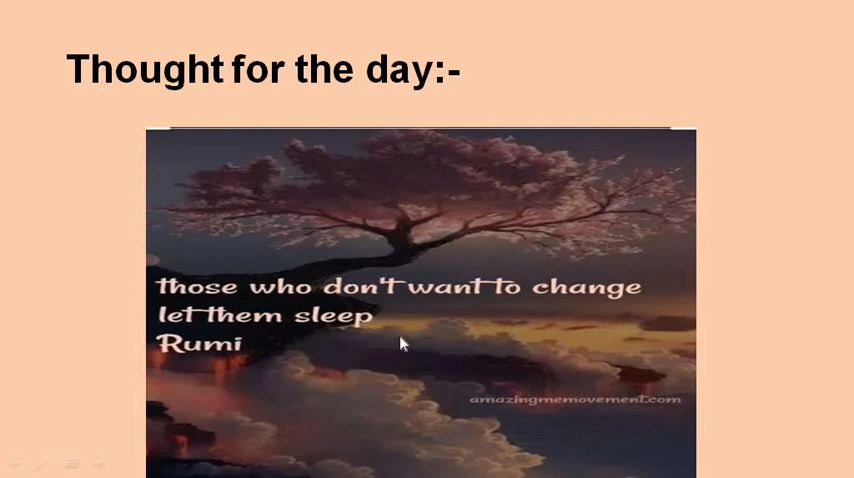 Thought for the day:-
those who don't want to change
let them sleep
Rumi
amazingmemovement.com